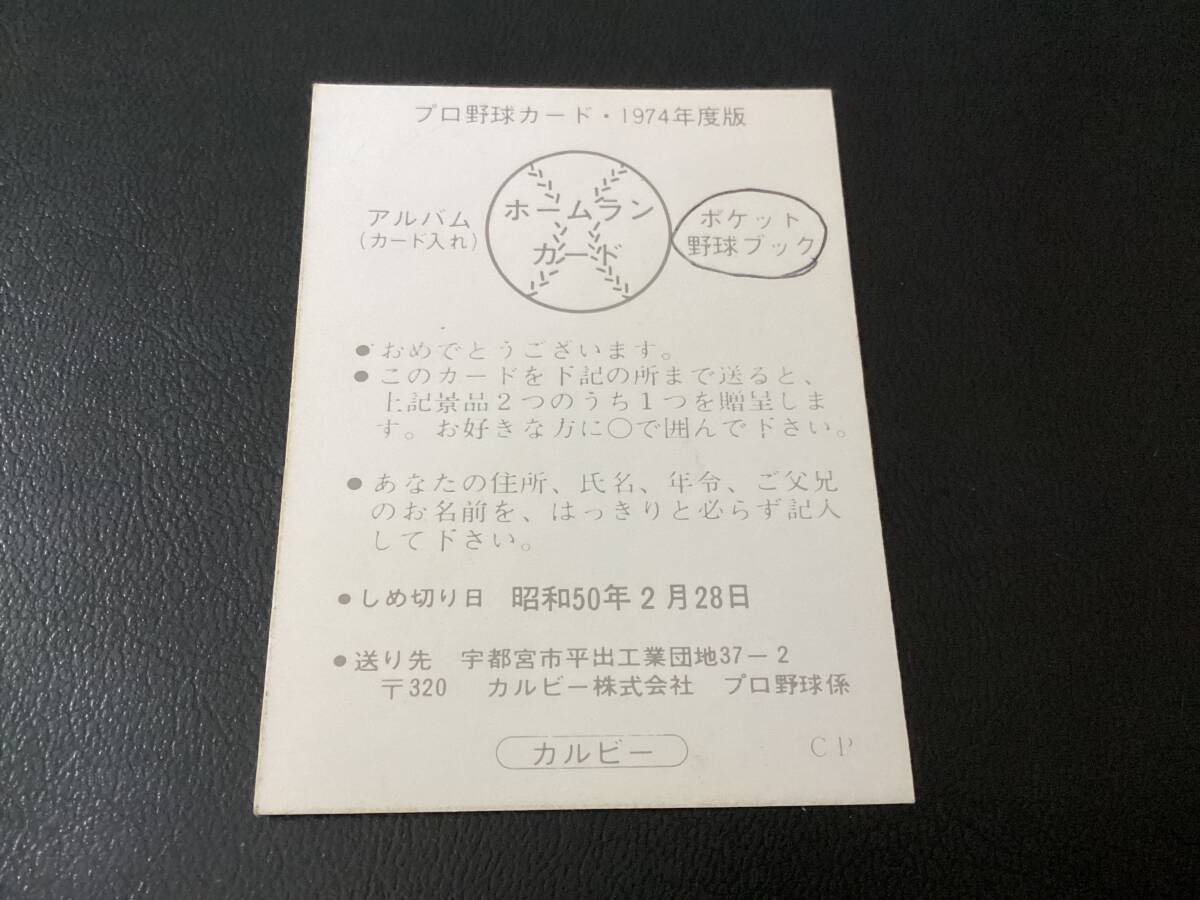 プロ野球カード・1974年度版
アルバム
(カード入れ)
ホームラン
カード
ポケット
野球ブック
●おめでとうございます。
●このカードを下記の所まで送ると、
上記景品2つのうち1つを贈呈しま
す。お好きな方に○で囲んで下さい。
●あなたの住所、氏名、年令、ご父兄
のお名前を、はっきりと必らず記入
して下さい。
●しめ切り日 昭和50年2月28日
●送り先 宇都宮市平出工業団地37-2
〒320 カルビー株式会社 プロ野球係
カルビー
CP